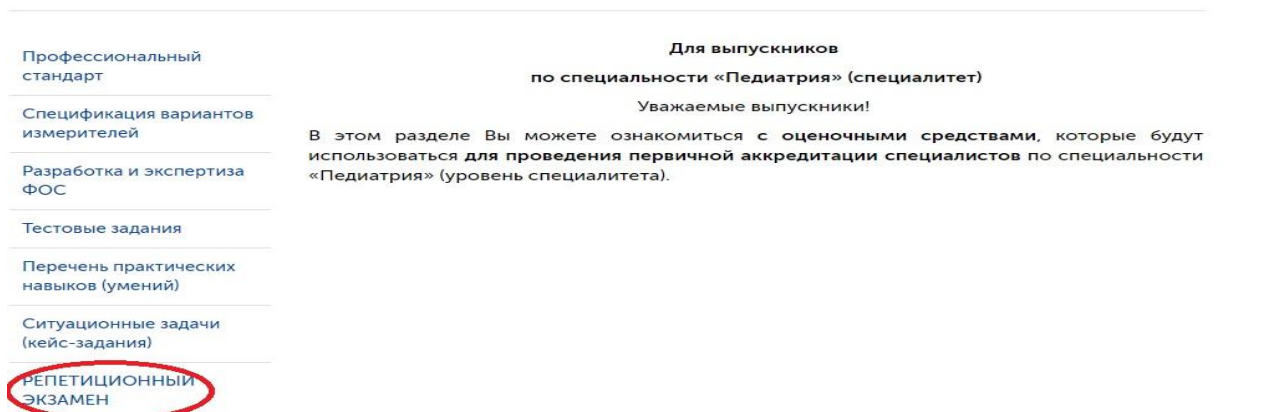 Профессиональный
стандарт
Спецификация вариантов
измерителей
Разработка и экспертиза
ФОС
Тестовые задания
Перечень практических
навыков (умений)
Ситуационные задачи
(кейс-задания)
РЕПЕТИЦИОННЫЙ
ЭКЗАМЕН
Для выпускников
по специальности «Педиатрия» (специалитет)
Уважаемые выпускники!
В этом разделе Вы можете ознакомиться с оценочными средствами, которые будут
использоваться для проведения первичной аккредитации специалистов по специальности
«Педиатрия» (уровень специалитета).